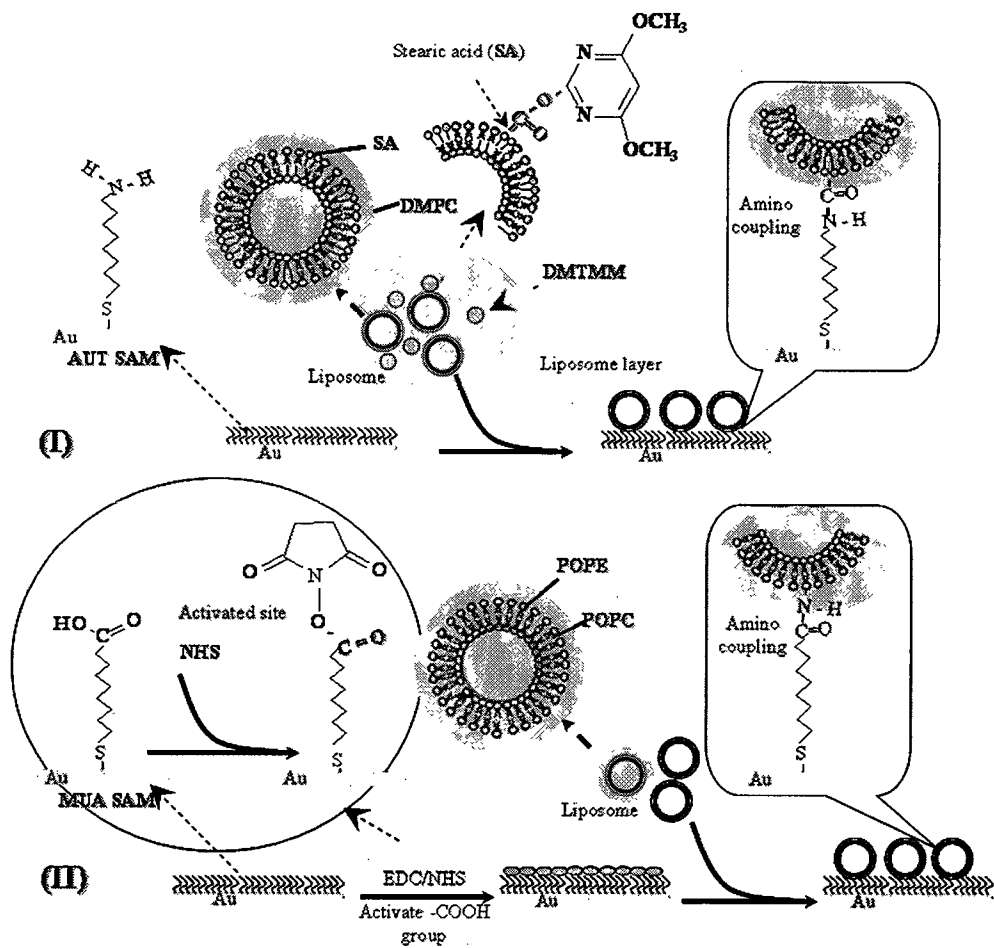 OCH3
Stearic acid (SA)
N
O
C
O
N
OCH3
SA
H
N
H
DMPC
C=O
Amino
coupling
N-H
DMTMM
S
Au
AUT SAM
Liposome
S
Au
Liposome layer
(I)
Au
Au
O
N
O
POPE
Activated site
O
HO
O
C
C=O
NHS
POPC
N-H
Amino
coupling
C=O
S
S
Au
Au
MUA SAM
S
Au
Liposome
(II)
Au
EDC/NHS
Activate -COOH
group
Au
Au